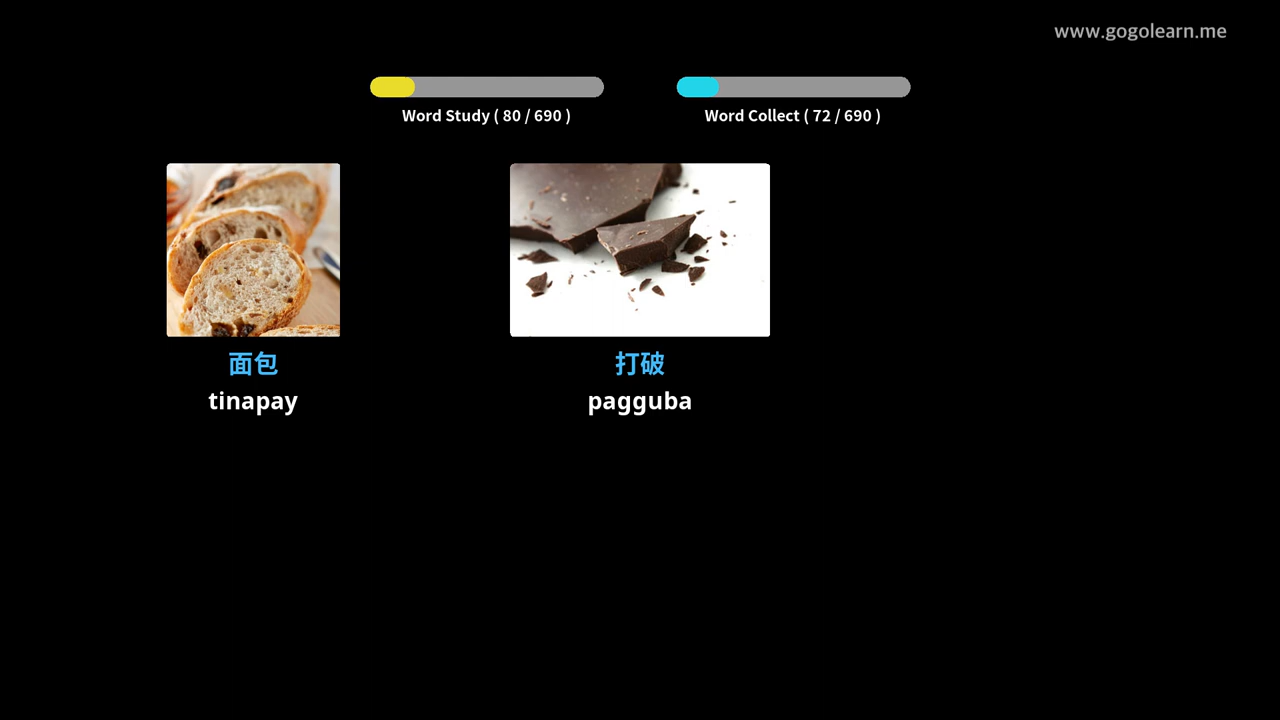 www.gogolearn.me
Word Study ( 80 / 690 )
Word Collect ( 72 / 690 )
面包
tinapay
打破
pagguba